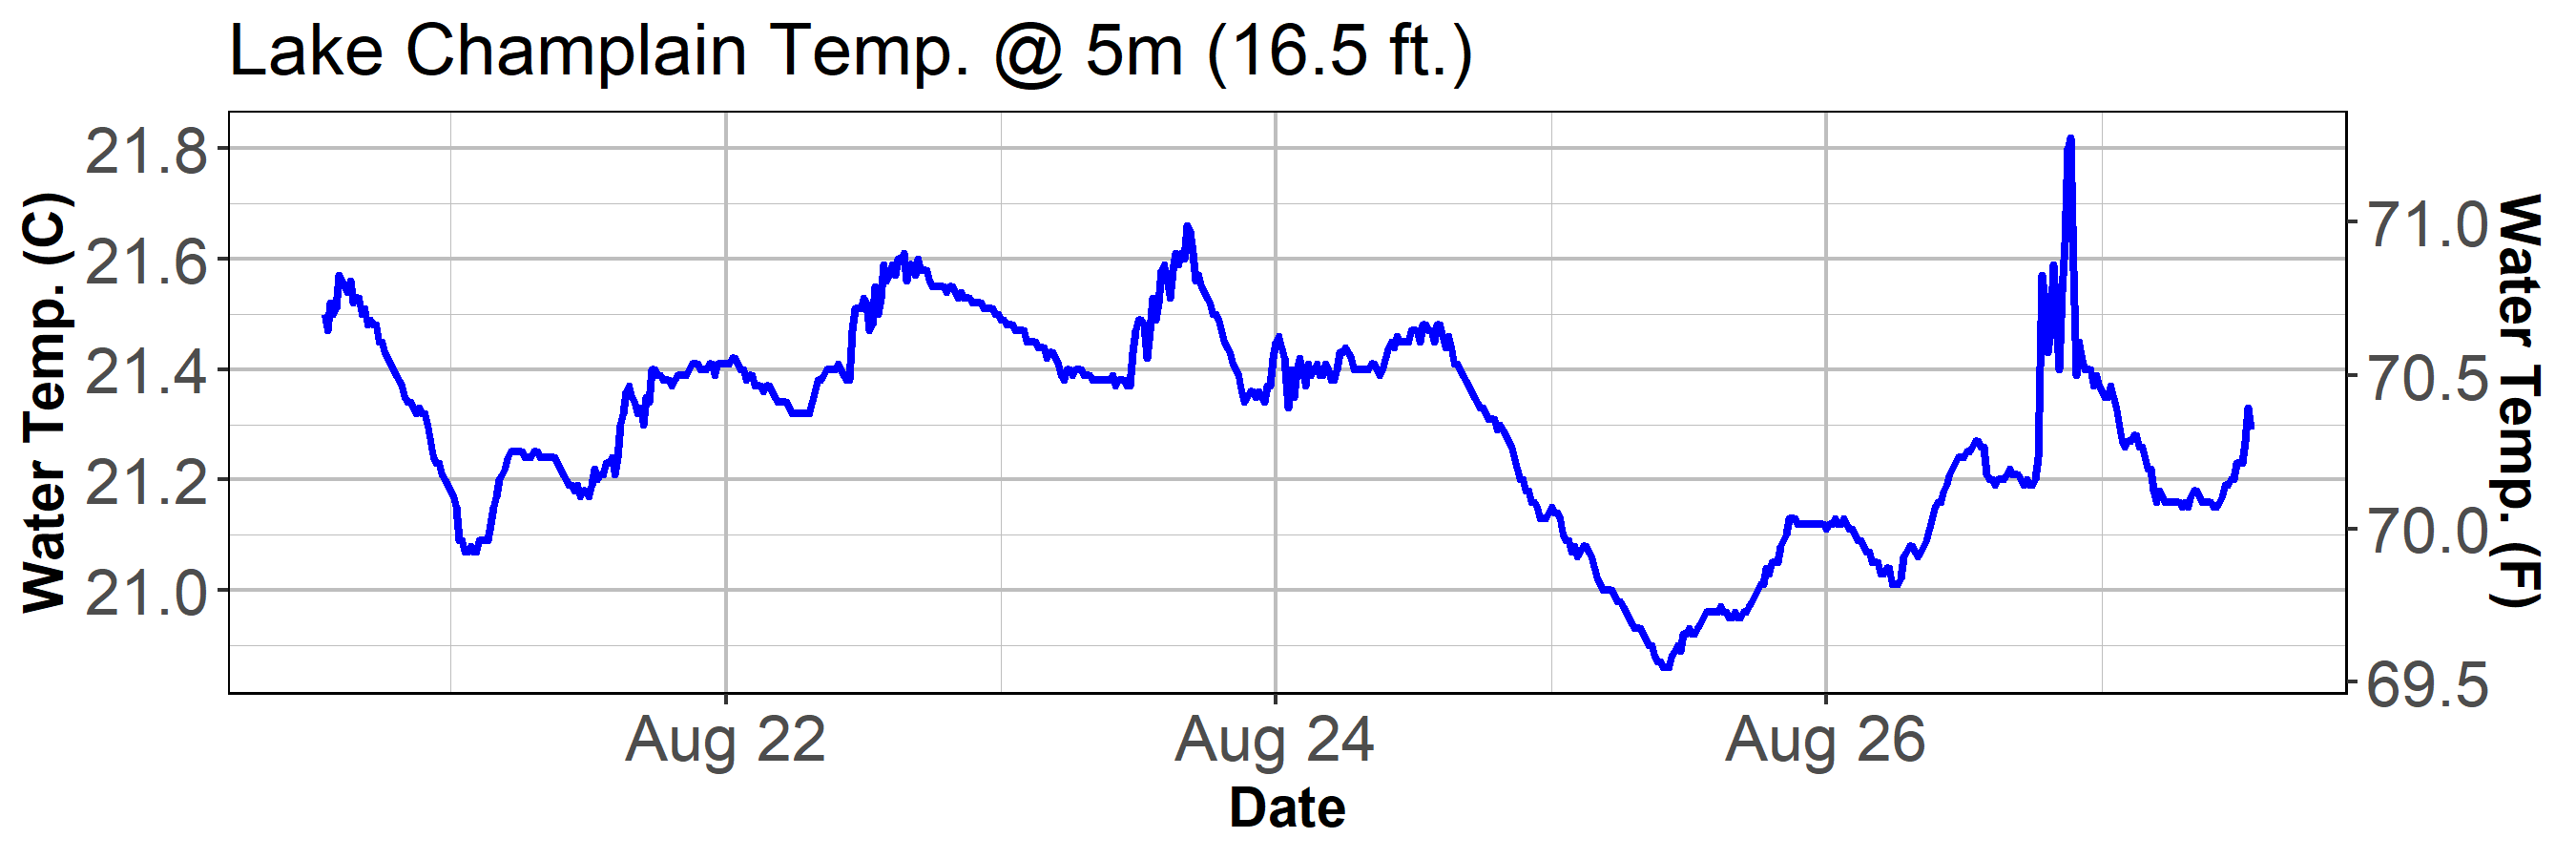 Lake Champlain Temp. @ 5m (16.5 ft.)
Water Temp. (C)
21.8
21.6
21.4
21.2
21.0
71.0
70.5
70.0
69.5
Water Temp. (F)
Aug 22
Aug 24
Aug 26
Date